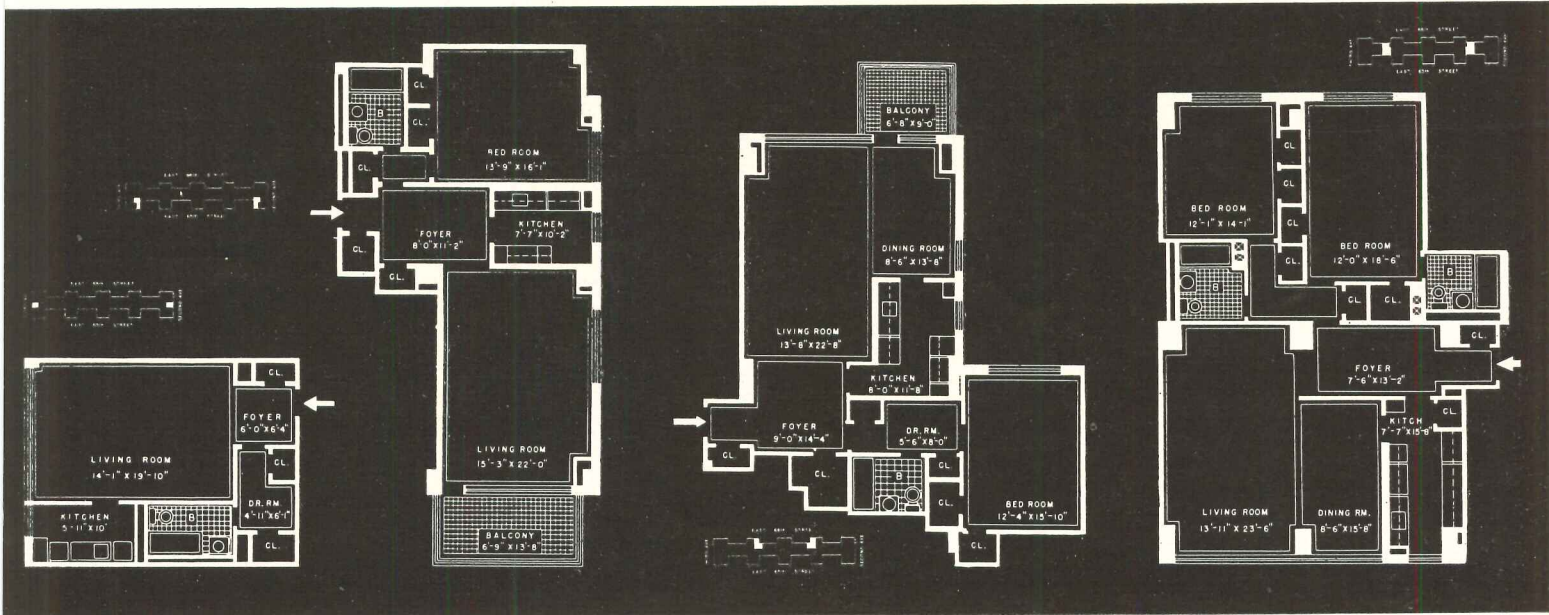 CL.
FOYER
6'-0"X6'-4"
LIVING ROOM
14'-1" X 19'-10"
CL.
DR. RM.
4'-11"X6'-1"
KITCHEN
5'-11"X10'
B
CL.
B
CL.
CL.
BED ROOM
13'-9" X 16'-1"
CL.
FOYER
8'-0"X11'-2"
KITCHEN
7'-7"X10'-2"
CL.
CL.
LIVING ROOM
15'-3" X 22'-0"
BALCONY
6'-9" X 13'-8"
BALCONY
6'-8"X9'-0"
DINING ROOM
8'-6"X13'-8"
LIVING ROOM
13'-8" X 22'-8"
KITCHEN
8'-0"X11'-8"
FOYER
9'-0"X14'-4"
DR. RM.
5'-6"X8'-0"
CL.
CL.
B
CL.
CL.
BED ROOM
12'-4" X 15'-10"
CL.
EAST STREET
CL.
CL.
BED ROOM
12'-1" X 14'-1"
CL.
BED ROOM
12'-0" X 18'-6"
CL.
B
B
CL.
CL.
CL.
FOYER
7'-6"X13'-2"
KITCH
7'-7"X15'-8"
CL.
LIVING ROOM
13'-11" X 23'-6"
DINING RM.
8'-6"X15'-8"